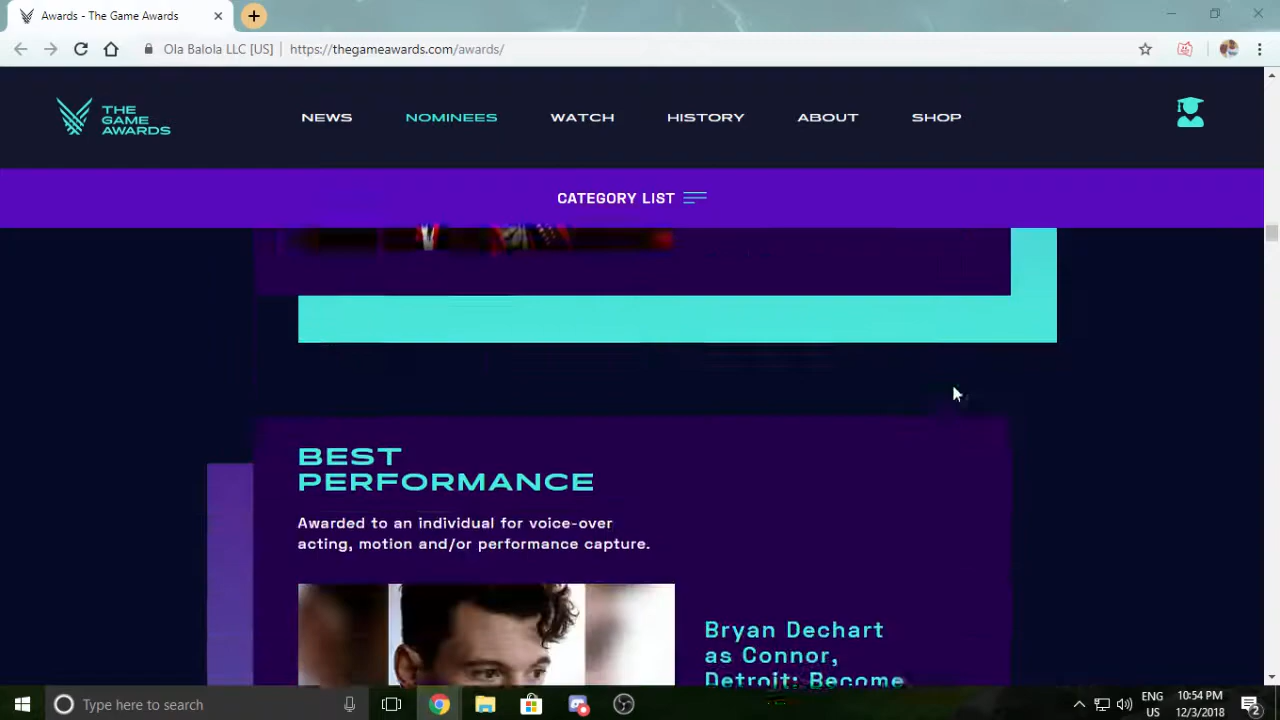 Awards - The Game Awards
Ola Balola LLC [US] https://thegameawards.com/awards/
THE
GAME
AWARDS
NEWS NOMINEES WATCH HISTORY ABOUT SHOP
CATEGORY LIST
BEST
PERFORMANCE
Awarded to an individual for voice-over
acting, motion and/or performance capture.
Bryan Dechart
as Connor,
Detroit: Become
Type here to search
ENG
US
10:54 PM
12/3/2018
2